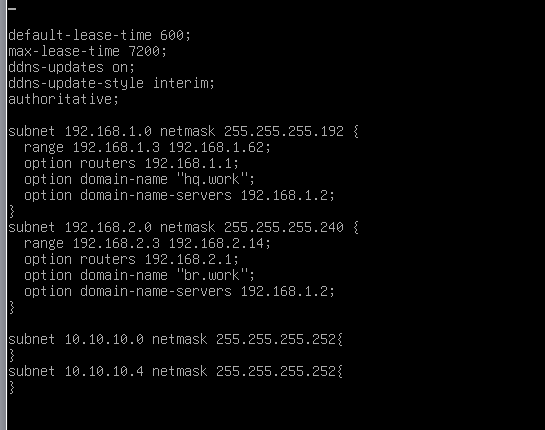 default-lease-time 600;
max-lease-time 7200;
ddns-updates on;
ddns-update-style interim;
authoritative;
subnet 192.168.1.0 netmask 255.255.255.192 {
range 192.168.1.3 192.168.1.62;
option routers 192.168.1.1;
option domain-name "hq.work";
option domain-name-servers 192.168.1.2;
}
subnet 192.168.2.0 netmask 255.255.255.240 {
range 192.168.2.3 192.168.2.14;
option routers 192.168.2.1;
option domain-name "br.work";
option domain-name-servers 192.168.1.2;
}
subnet 10.10.10.0 netmask 255.255.255.252{
}
subnet 10.10.10.4 netmask 255.255.255.252{
}